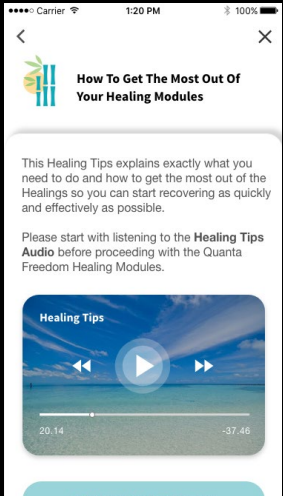 Carrier 1:20 PM 100%
How To Get The Most Out Of
Your Healing Modules
This Healing Tips explains exactly what you
need to do and how to get the most out of the
Healings so you can start recovering as quickly
and effectively as possible.
Please start with listening to the Healing Tips
Audio before proceeding with the Quanta
Freedom Healing Modules.
Healing Tips
20.14 -37.46